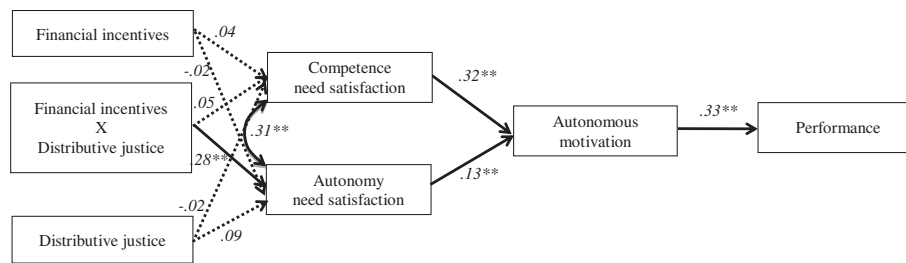 Financial incentives
.04
-.02
Competence
need satisfaction
.32**
Financial incentives
X
Distributive justice
.05
.31**
.28**
Autonomous
motivation
.33**
Performance
Autonomy
need satisfaction
.13**
-.02
Distributive justice
.09